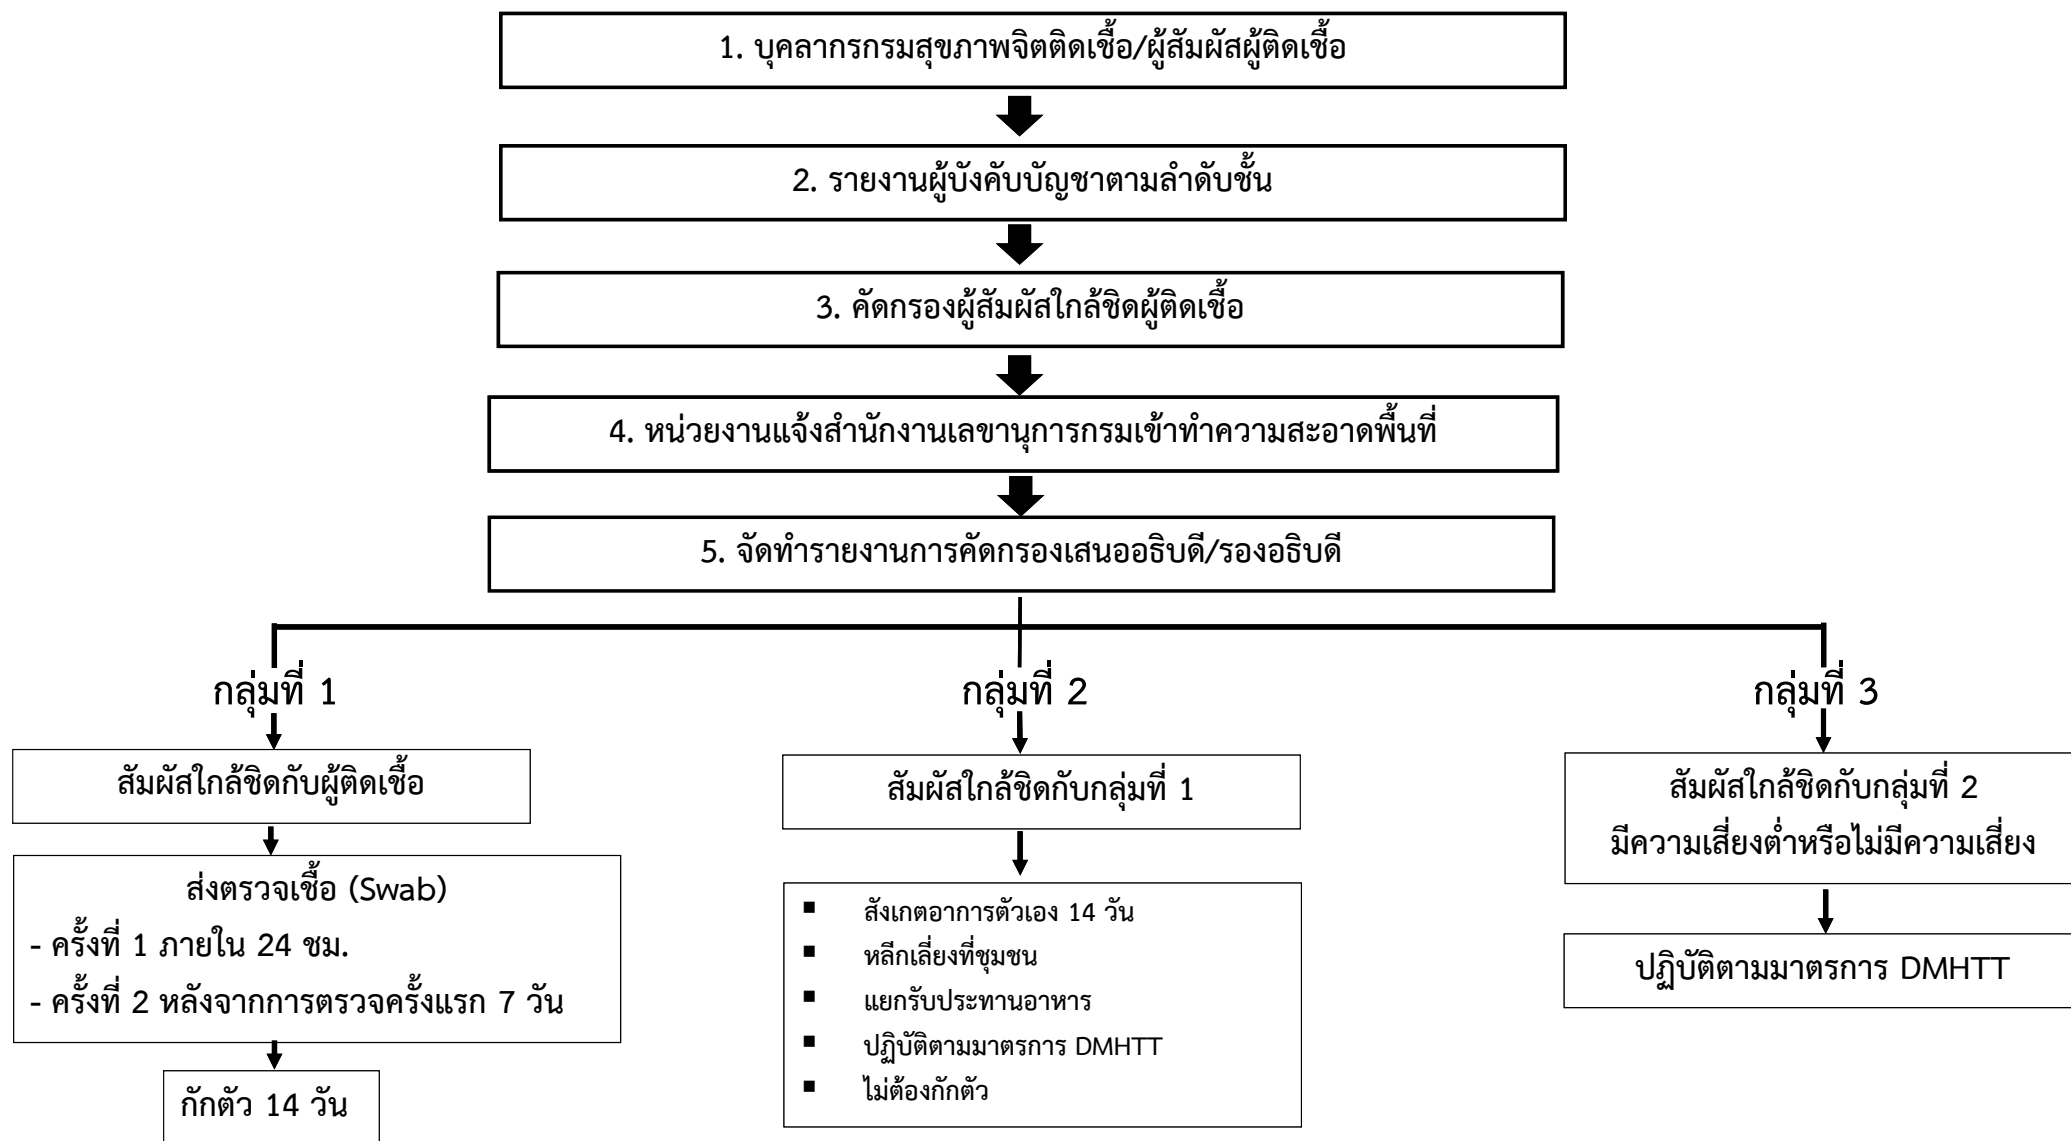 1. บุคลากรกรมสุขภาพจิตติดเชื้อ/ผู้สัมผัสผู้ติดเชื้อ
2. รายงานผู้บังคับบัญชาตามลำดับชั้น
3. คัดกรองผู้สัมผัสใกล้ชิดผู้ติดเชื้อ
4. หน่วยงานแจ้งสำนักงานเลขานุการกรมเข้าทำความสะอาดพื้นที่
5. จัดทำรายงานการคัดกรองเสนออธิบดี/รองอธิบดี
กลุ่มที่ 1
สัมผัสใกล้ชิดกับผู้ติดเชื้อ
ส่งตรวจเชื้อ (Swab)
- ครั้งที่ 1 ภายใน 24 ชม.
- ครั้งที่ 2 หลังจากการตรวจครั้งแรก 7 วัน
กักตัว 14 วัน
กลุ่มที่ 2
สัมผัสใกล้ชิดกับกลุ่มที่ 1
▪ สังเกตอาการตัวเอง 14 วัน
▪ หลีกเลี่ยงที่ชุมชน
▪ แยกรับประทานอาหาร
▪ ปฏิบัติตามมาตรการ DMHTT
▪ ไม่ต้องกักตัว
กลุ่มที่ 3
สัมผัสใกล้ชิดกับกลุ่มที่ 2
มีความเสี่ยงต่ำหรือไม่มีความเสี่ยง
ปฏิบัติตามมาตรการ DMHTT